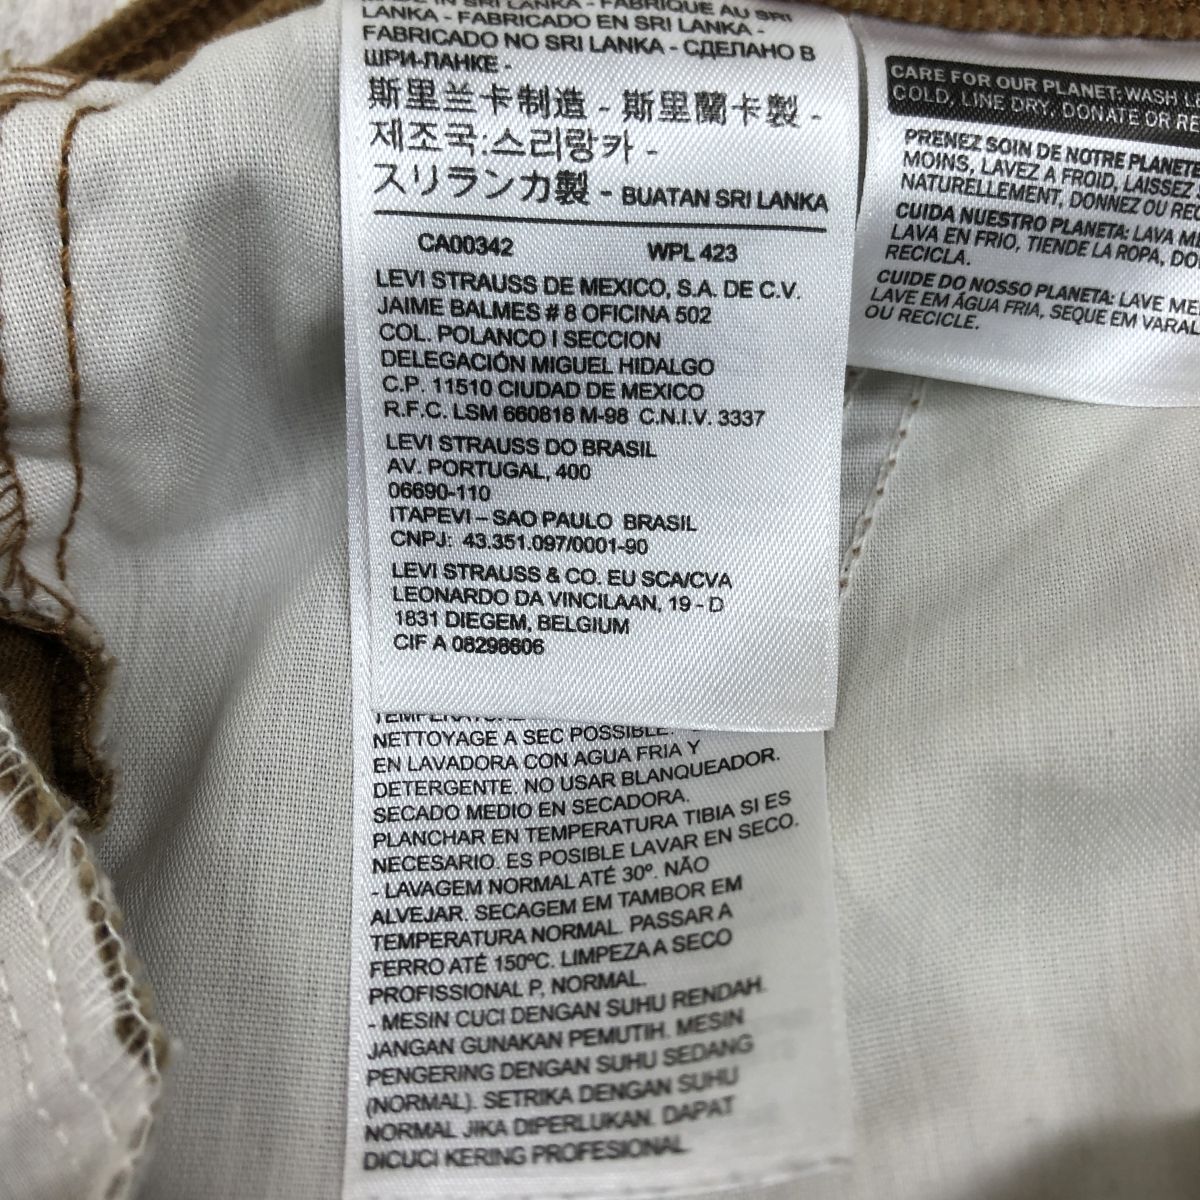 MADE IN SRI LANKA - FABRIQUE AU SRI
LANKA - FABRICADO EN SRI LANKA -
FABRICADO NO SRI LANKA - СДЕЛАНО В
ШРИ-ЛАНКЕ -
斯里兰卡制造 - 斯里蘭卡製 -
제조국:스리랑카 -
スリランカ製 - BUATAN SRI LANKA
CA00342 WPL 423
LEVI STRAUSS DE MEXICO, S.A. DE C.V.
JAIME BALMES # 8 OFICINA 502
COL. POLANCO I SECCION
DELEGACIÓN MIGUEL HIDALGO
C.P. 11510 CIUDAD DE MEXICO
R.F.C. LSM 660818 M-98 C.N.I.V. 3337
LEVI STRAUSS DO BRASIL
AV. PORTUGAL, 400
06690-110
ITAPEVI – SAO PAULO BRASIL
CNPJ: 43.351.097/0001-90
LEVI STRAUSS & CO. EU SCA/CVA
LEONARDO DA VINCILAAN, 19 - D
1831 DIEGEM, BELGIUM
CIF A 08298606
NETTOYAGE A SEC POSSIBLE.
EN LAVADORA CON AGUA FRIA Y
DETERGENTE. NO USAR BLANQUEADOR.
SECADO MEDIO EN SECADORA.
PLANCHAR EN TEMPERATURA TIBIA SI ES
NECESARIO. ES POSIBLE LAVAR EN SECO.
- LAVAGEM NORMAL ATÉ 30º. NÃO
ALVEJAR. SECAGEM EM TAMBOR EM
TEMPERATURA NORMAL. PASSAR A
FERRO ATÉ 150ºC. LIMPEZA A SECO
PROFISSIONAL P, NORMAL.
- MESIN CUCI DENGAN SUHU RENDAH.
JANGAN GUNAKAN PEMUTIH. MESIN
PENGERING DENGAN SUHU SEDANG
(NORMAL). SETRIKA DENGAN SUHU
NORMAL JIKA DIPERLUKAN. DAPAT
DICUCI KERING PROFESIONAL
CARE FOR OUR PLANET: WASH
COLD, LINE DRY, DONATE OR
PRENEZ SOIN DE NOTRE PLANETE
MOINS, LAVEZ A FROID, LAISSEZ
NATURELLEMENT, DONNEZ OU
CUIDA NUESTRO PLANETA: LAVA
LAVA EN FRIO, TIENDE LA ROPA,
RECICLA.
CUIDE DO NOSSO PLANETA: LAVE
LAVE EM ÁGUA FRIA, SEQUE EM VARAL
OU RECICLE.